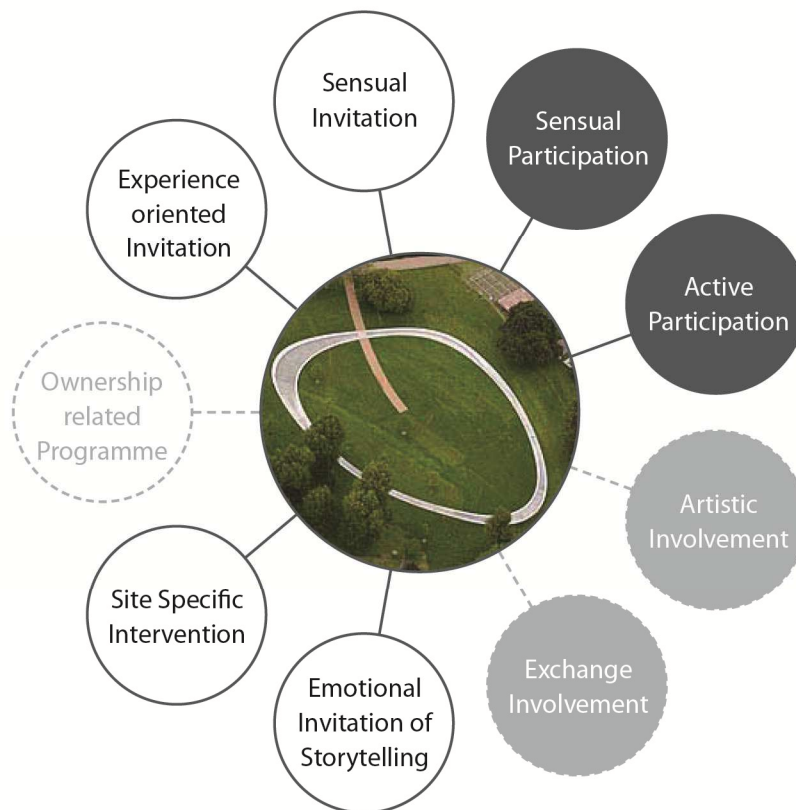 Sensual
Invitation
Sensual
Participation
Experience
oriented
Invitation
Active
Participation
Ownership
related
Programme
Artistic
Involvement
Site Specific
Intervention
Exchange
Involvement
Emotional
Invitation of
Storytelling